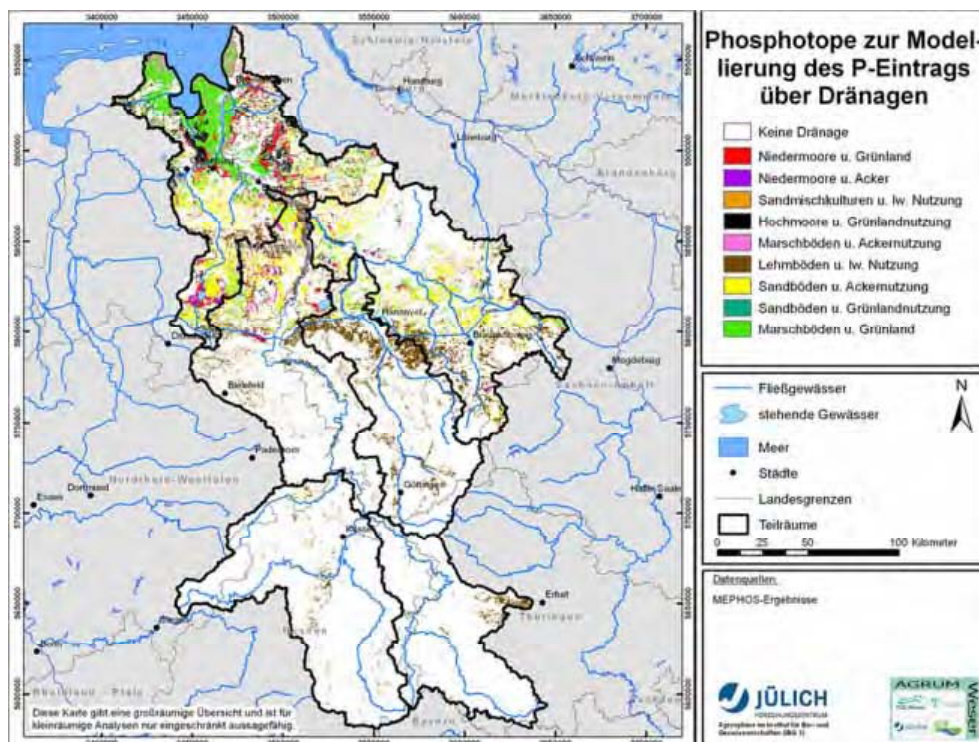 Phosphotope zur Model-
lierung des P-Eintrags
über Dränagen
Keine Dränage
Niedermoore u. Grünland
Niedermoore u. Acker
Sandmischkulturen u. lw. Nutzung
Hochmoore u. Grünlandnutzung
Marschböden u. Ackernutzung
Lehmböden u. lw. Nutzung
Sandböden u. Ackernutzung
Sandböden u. Grünlandnutzung
Marschböden u. Grünland
Fließgewässer
stehende Gewässer
Meer
Städte
Landesgrenzen
Teilräume
N
0 25 50 100 Kilometer
Datenquellen:
MEPHOS-Ergebnisse
JÜLICH
FORSCHUNGSZENTRUM
AGRUM
Weser
3400000 3450000 3500000 3550000 3600000 3650000 3700000
Schleswig-Holstein
Schwerin
Hamburg
Mecklenburg-Vorpommern
Lüneburg
Brandenburg
Hannover
Braunschweig
Magdeburg
Sachsen-Anhalt
Bielefeld
Paderborn
Nordrhein-Westfalen
Dortmund
Essen
Göttingen
Halle/Saale
Kassel
Erfurt
Thüringen
Hessen
Siegen
Bonn
Rheinland-Pfalz
Bayern
Diese Karte gibt eine großräumige Übersicht und ist für
kleinräumige Analysen nur eingeschränkt aussagefähig.